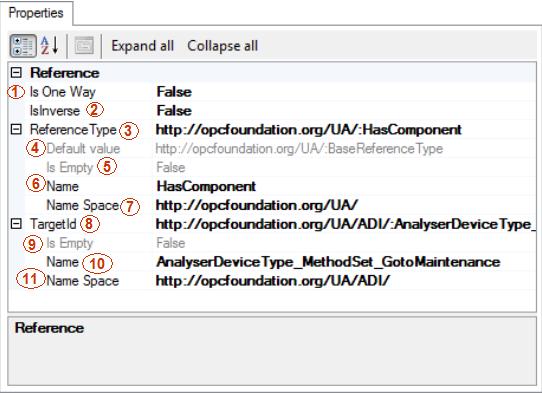 Properties
Expand all Collapse all
Reference
1 Is One Way False
IsInverse 2 False
ReferenceType 3 http://opcfoundation.org/UA/:HasComponent
4 Default value http://opcfoundation.org/UA/:BaseReferenceType
Is Empty 5 False
6 Name HasComponent
Name Space 7 http://opcfoundation.org/UA/
TargetId 8 http://opcfoundation.org/UA/ADI/:AnalyserDeviceType_
9 Is Empty False
Name 10 AnalyserDeviceType_MethodSet_GotoMaintenance
11 Name Space http://opcfoundation.org/UA/ADI/
Reference